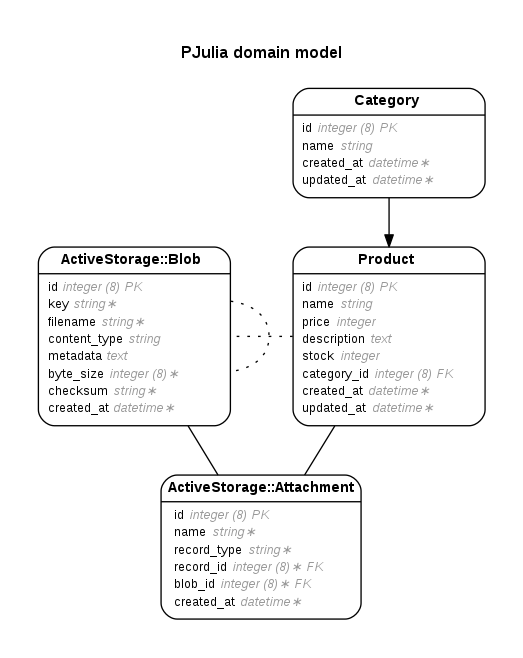 PJulia domain model
Category
id integer (8) PK
name string
created_at datetime∗
updated_at datetime∗
ActiveStorage::Blob
id integer (8) PK
key string∗
filename string∗
content_type string
metadata text
byte_size integer (8)∗
checksum string∗
created_at datetime∗
Product
id integer (8) PK
name string
price integer
description text
stock integer
category_id integer (8) FK
created_at datetime∗
updated_at datetime∗
ActiveStorage::Attachment
id integer (8) PK
name string∗
record_type string∗
record_id integer (8)∗ FK
blob_id integer (8)∗ FK
created_at datetime∗